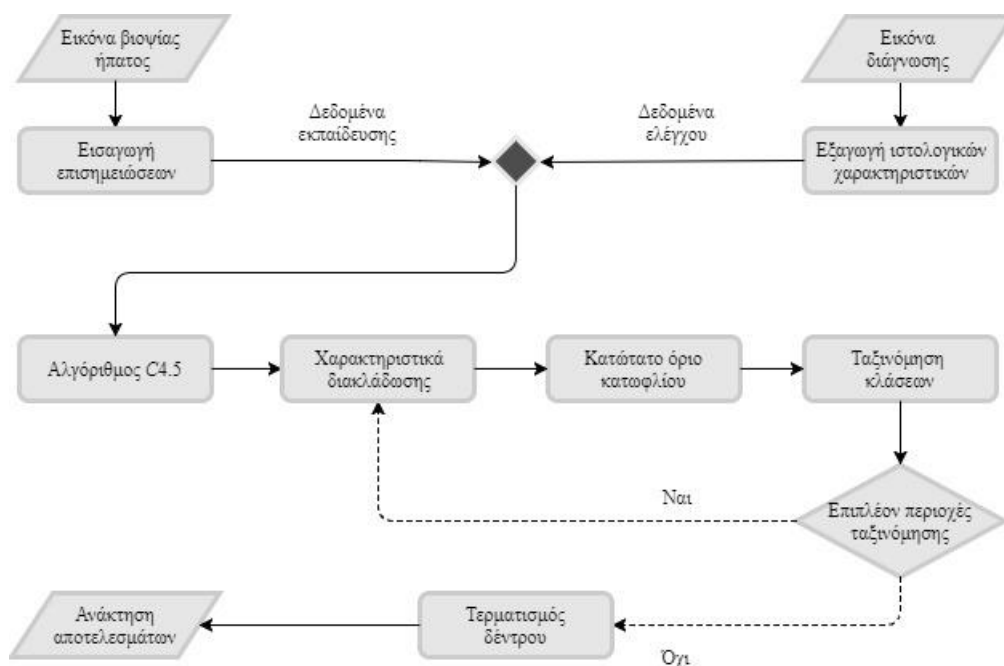 Εικόνα βιοψίας
ήπατος
Εικόνα
διάγνωσης
Δεδομένα
εκπαίδευσης
Δεδομένα
ελέγχου
Εισαγωγή
επισημειώσεων
Εξαγωγή ιστολογικών
χαρακτηριστικών
Αλγόριθμος C4.5
Χαρακτηριστικά
διακλάδωσης
Κατώτατο όριο
κατωφλίου
Ταξινόμηση
κλάσεων
Ναι
Επιπλέον περιοχές
ταξινόμησης
Ανάκτηση
αποτελεσμάτων
Τερματισμός
δέντρου
Όχι